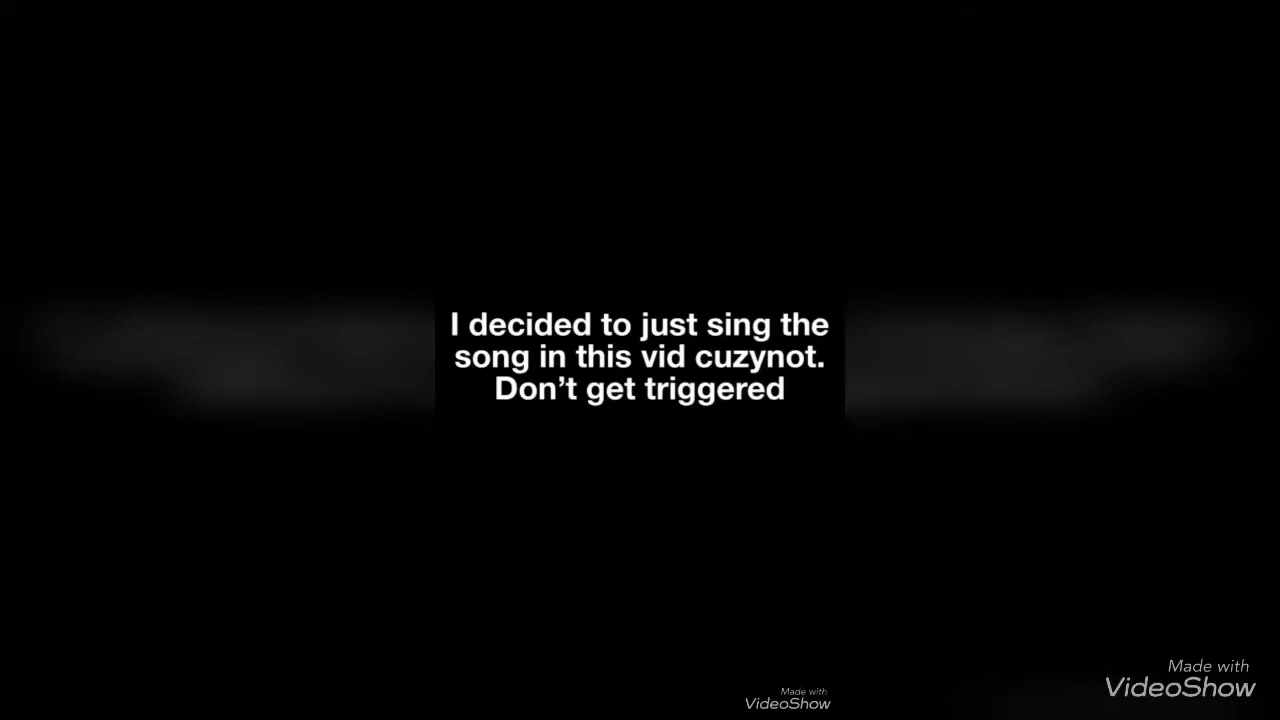 I decided to just sing the
song in this vid cuzynot.
Don’t get triggered
Made with
VideoShow
Made with
VideoShow